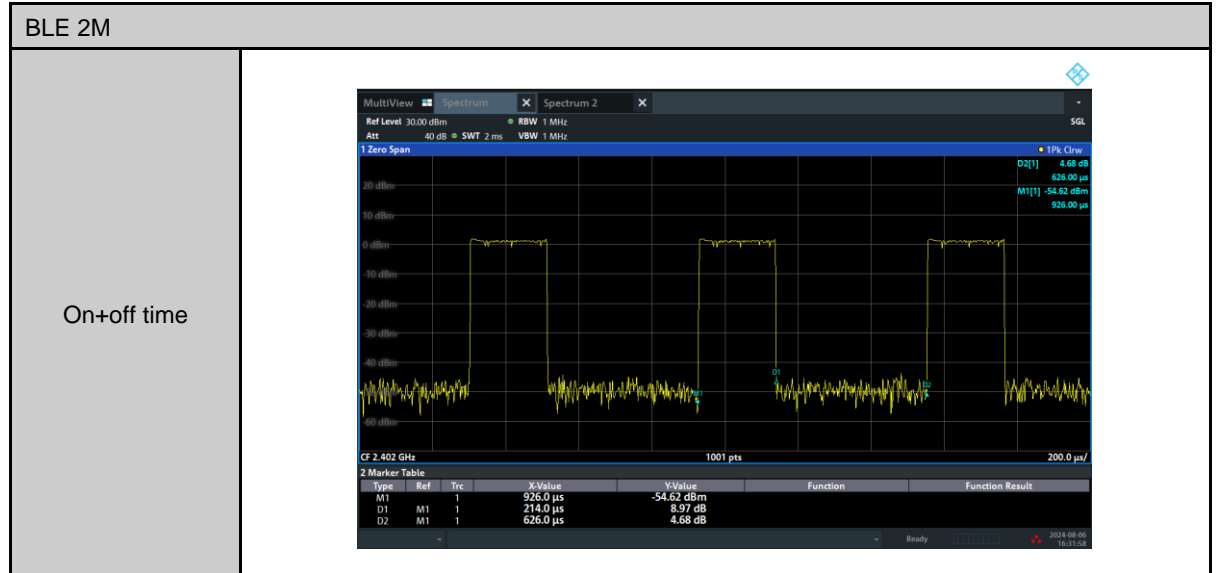 BLE 2M
On+off time
MultiView Spectrum Spectrum 2
Ref Level 30.00 dBm RBW 1 MHz SGL
Att 40 dB SWT 2 ms VBW 1 MHz
1 Zero Span 1Pk Clrw
D2[1] 4.68 dB
626.00 µs
M1[1] -54.62 dBm
926.00 µs
20 dBm
10 dBm
0 dBm
-10 dBm
-20 dBm
-30 dBm
-40 dBm
D1
D2
M1
-60 dBm
CF 2.402 GHz 1001 pts 200.0 µs/
2 Marker Table
Type Ref Trc X-Value Y-Value Function Function Result
M1 1 926.0 µs -54.62 dBm
D1 M1 1 214.0 µs 8.97 dB
D2 M1 1 626.0 µs 4.68 dB
Ready 2024-08-06
16:31:58